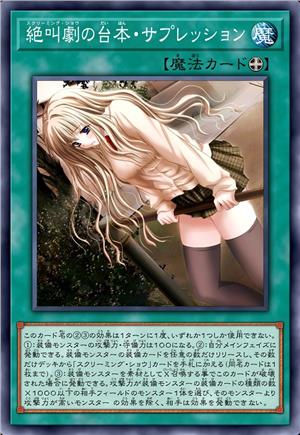 スクリーミング・ショウ だい ほん
絶叫劇の台本・サプレッション 魔
ま ほう
【魔法カード】
このカード名の②③の効果は1ターンに1度、いずれか1つしか使用できない。
①:装備モンスターの攻撃力・守備力は100になる。②:自分メインフェイズに
発動できる。装備モンスターの装備カードを任意の数だけリリースし、その数
だけデッキから「スクリーミング・ショウ」カードを手札に加える(同名カードは1
枚まで)。③:装備モンスターを素材としてX召喚する事でこのカードが破壊
された場合に発動できる。攻撃力が装備モンスターの装備カードの種類の数
×1000以下の相手フィールドのモンスター1体を選び、そのモンスターより
攻撃力が高いモンスターの効果を除く、相手は効果を発動できない。